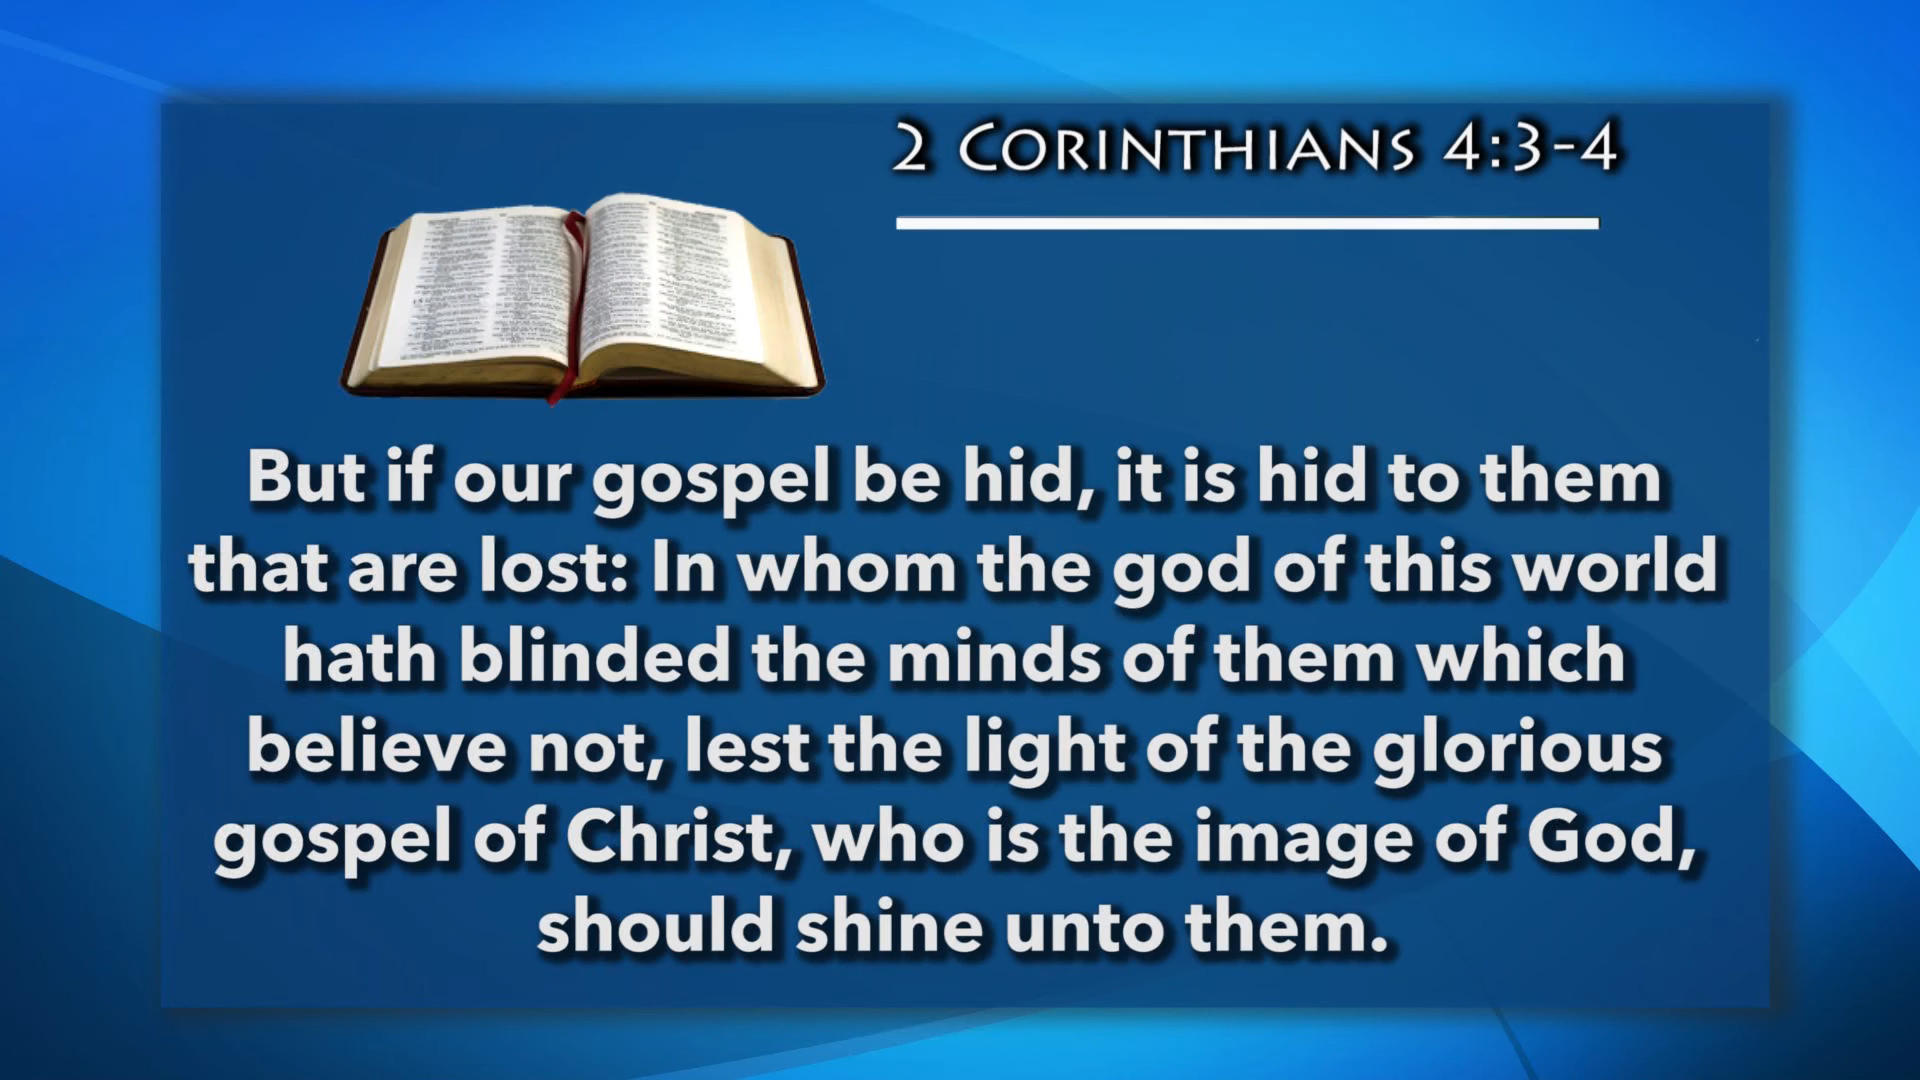 2 Corinthians 4:3-4
But if our gospel be hid, it is hid to them
that are lost: In whom the god of this world
hath blinded the minds of them which
believe not, lest the light of the glorious
gospel of Christ, who is the image of God,
should shine unto them.